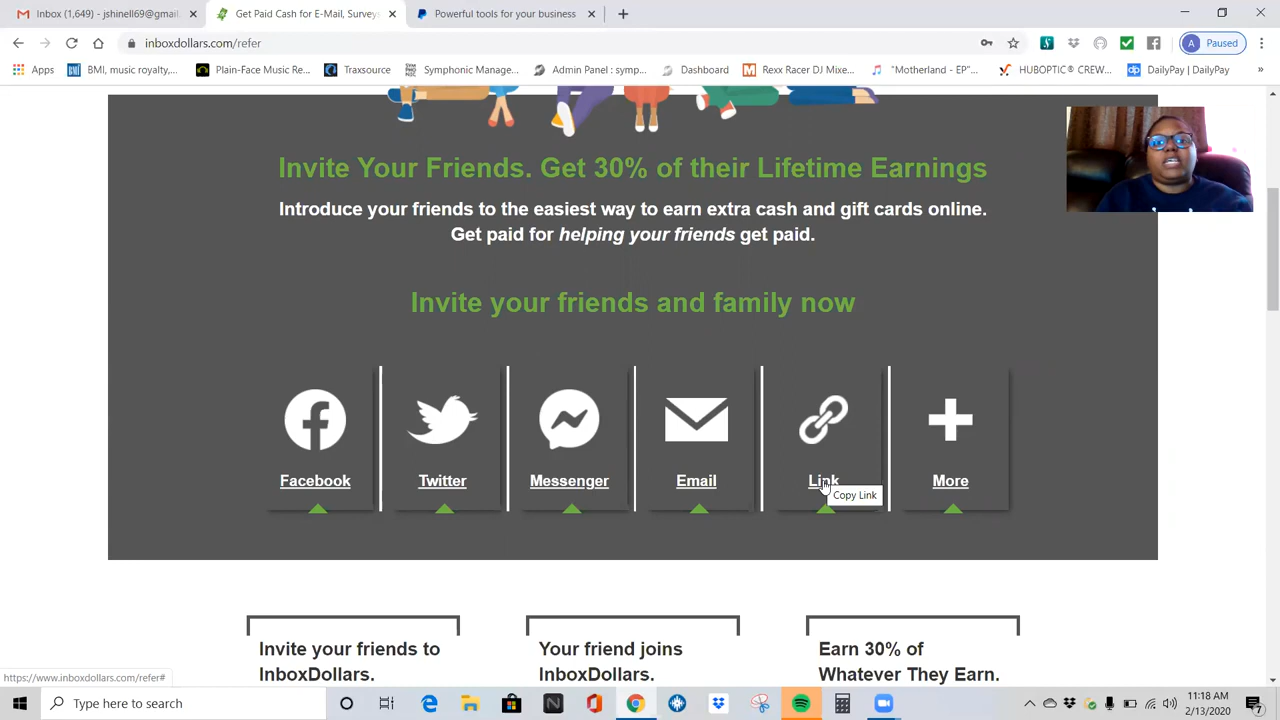 Inbox (1,649) - jshinell69@gmail
Get Paid Cash for E-Mail, Surveys
Powerful tools for your business
inboxdollars.com/refer
Paused
Apps
BMI, music royalty,...
Plain-Face Music Re...
Traxsource
Symphonic Manage...
Admin Panel : symp...
Dashboard
Rexx Racer DJ Mixe...
"Motherland - EP"...
HUBOPTIC® CREW...
DailyPay | DailyPay
Invite Your Friends. Get 30% of their Lifetime Earnings
Introduce your friends to the easiest way to earn extra cash and gift cards online.
Get paid for helping your friends get paid.
Invite your friends and family now
Facebook
Twitter
Messenger
Email
Link
More
Copy Link
Invite your friends to
InboxDollars.
Your friend joins
InboxDollars.
Earn 30% of
Whatever They Earn.
https://www.inboxdollars.com/refer#
Type here to search
11:18 AM
2/13/2020